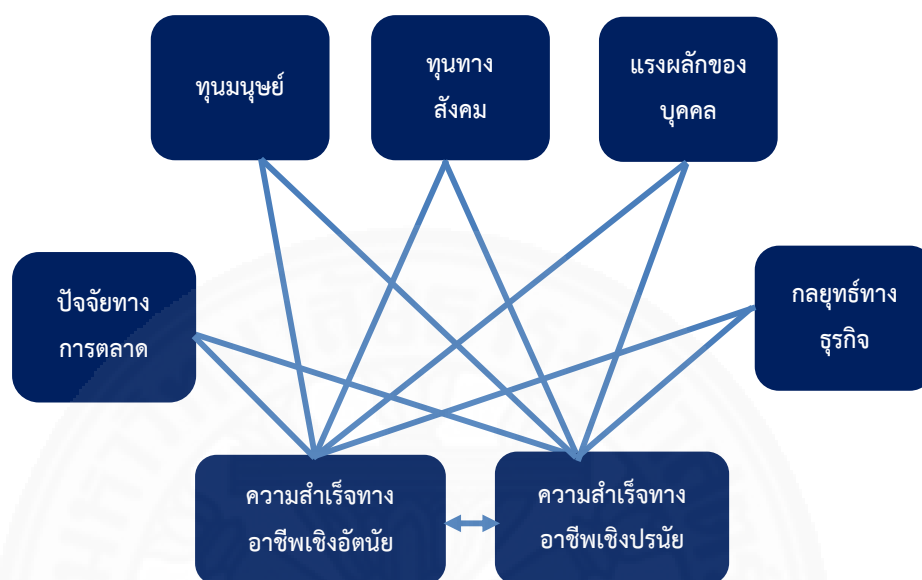 ทุนมนุษย์
ทุนทาง
สังคม
แรงผลักของ
บุคคล
ปัจจัยทาง
การตลาด
กลยุทธ์ทาง
ธุรกิจ
ความสำเร็จทาง
อาชีพเชิงอัตนัย
ความสำเร็จทาง
อาชีพเชิงปรนัย